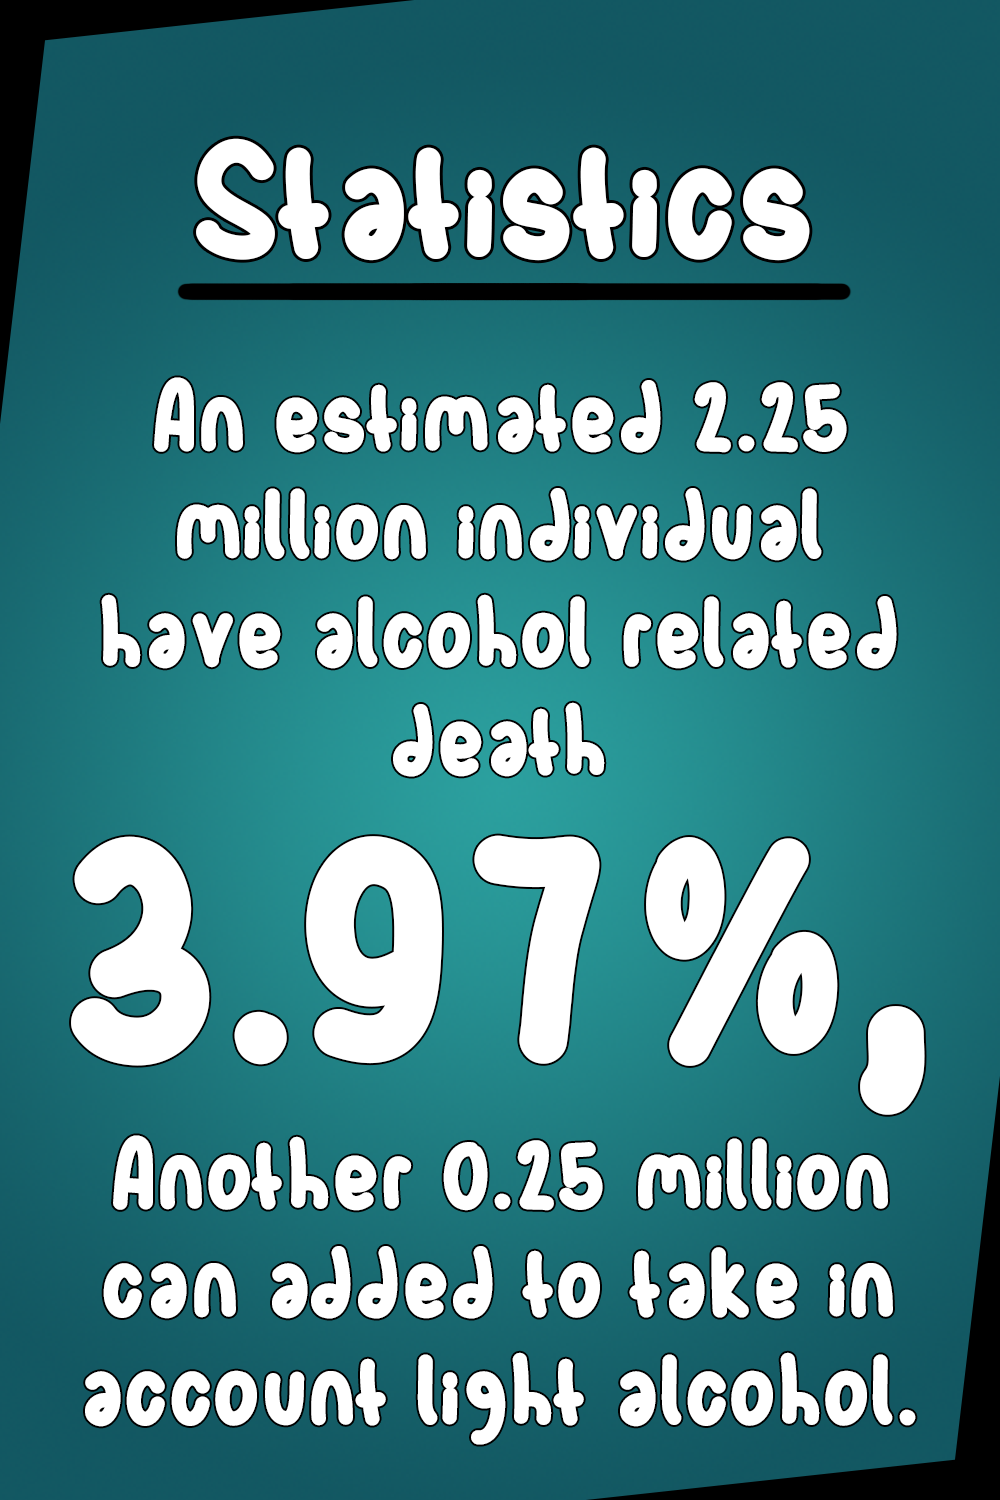 Statistics
An estimated 2.25
million individual
have alcohol related
death
3.97%,
Another 0.25 million
can added to take in
account light alcohol.